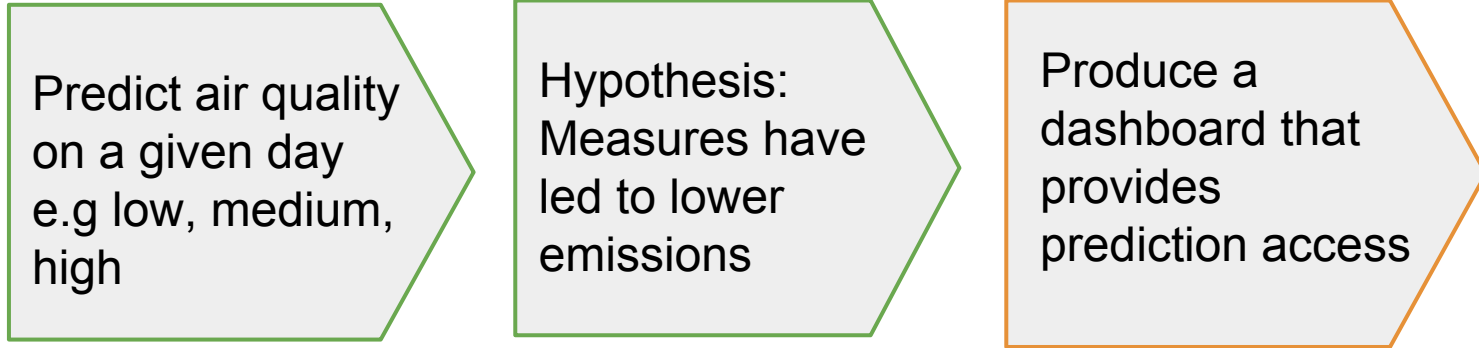 Predict air quality
on a given day
e.g low, medium,
high
Hypothesis:
Measures have
led to lower
emissions
Produce a
dashboard that
provides
prediction access